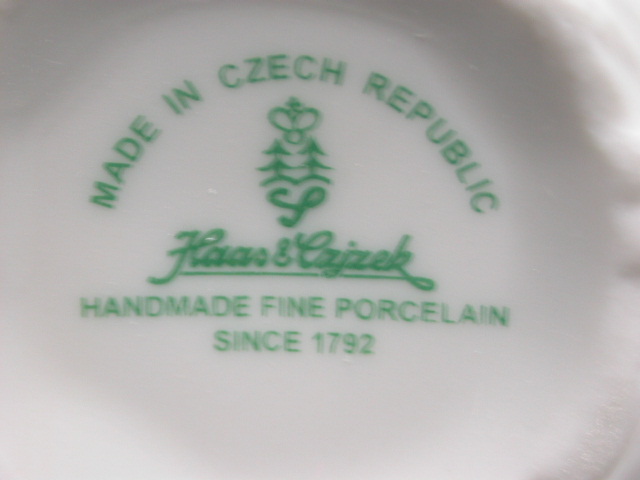 MADE IN CZECH REPUBLIC
S
Haas & Czjzek
HANDMADE FINE PORCELAIN
SINCE 1792